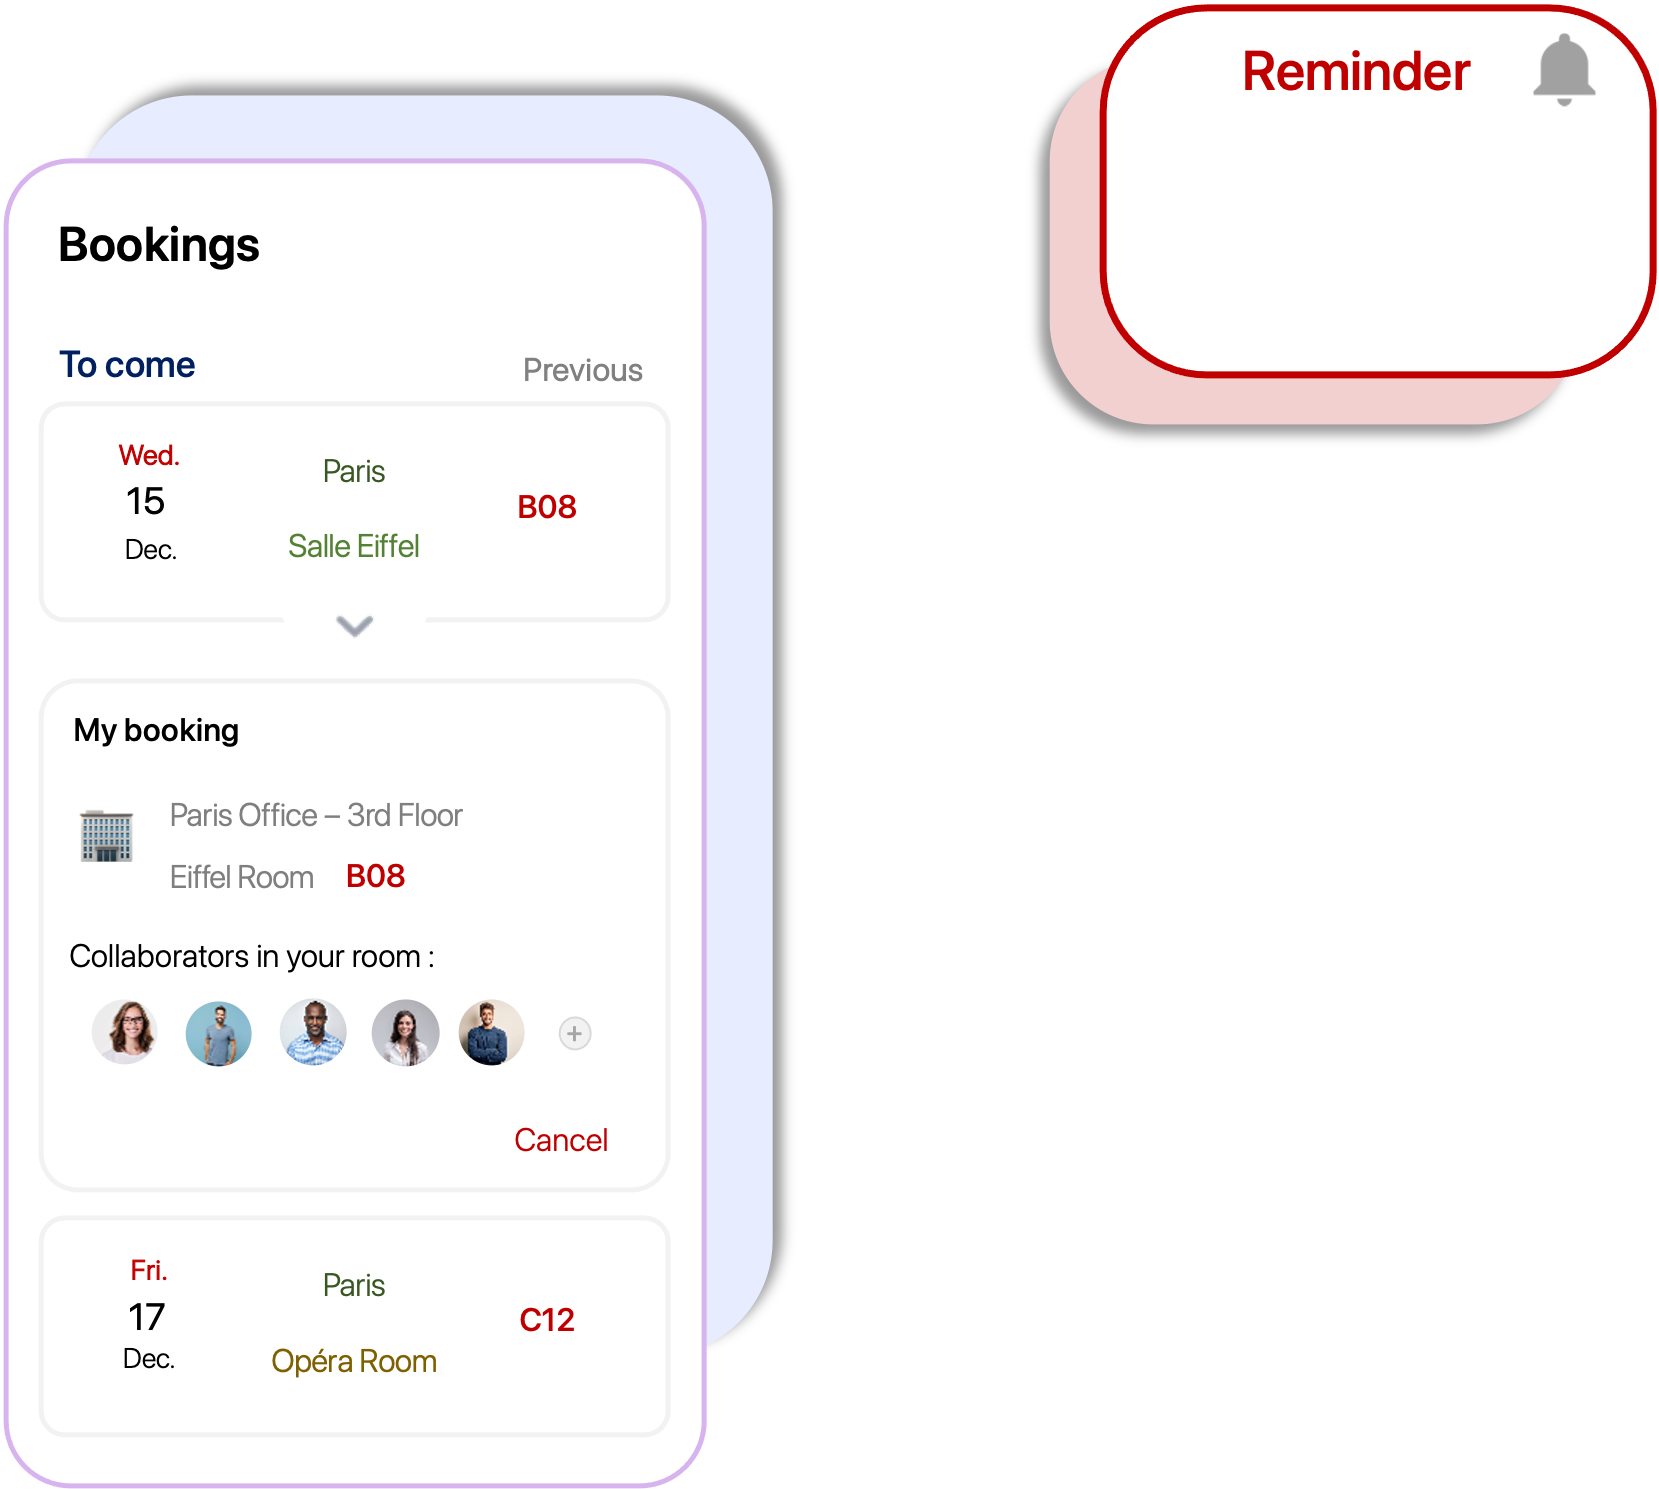 Reminder
Bookings
To come
Previous
Wed.
15
Dec.
Paris
Salle Eiffel
B08
My booking
Paris Office – 3rd Floor
Eiffel Room B08
Collaborators in your room :
Cancel
Fri.
17
Dec.
Paris
Opéra Room
C12